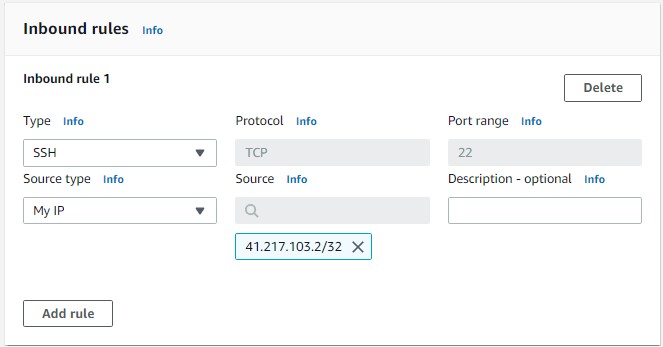 Inbound rules Info
Inbound rule 1
Delete
Type Info Protocol Info Port range Info
SSH TCP 22
Source type Info Source Info Description - optional Info
My IP
41.217.103.2/32
Add rule